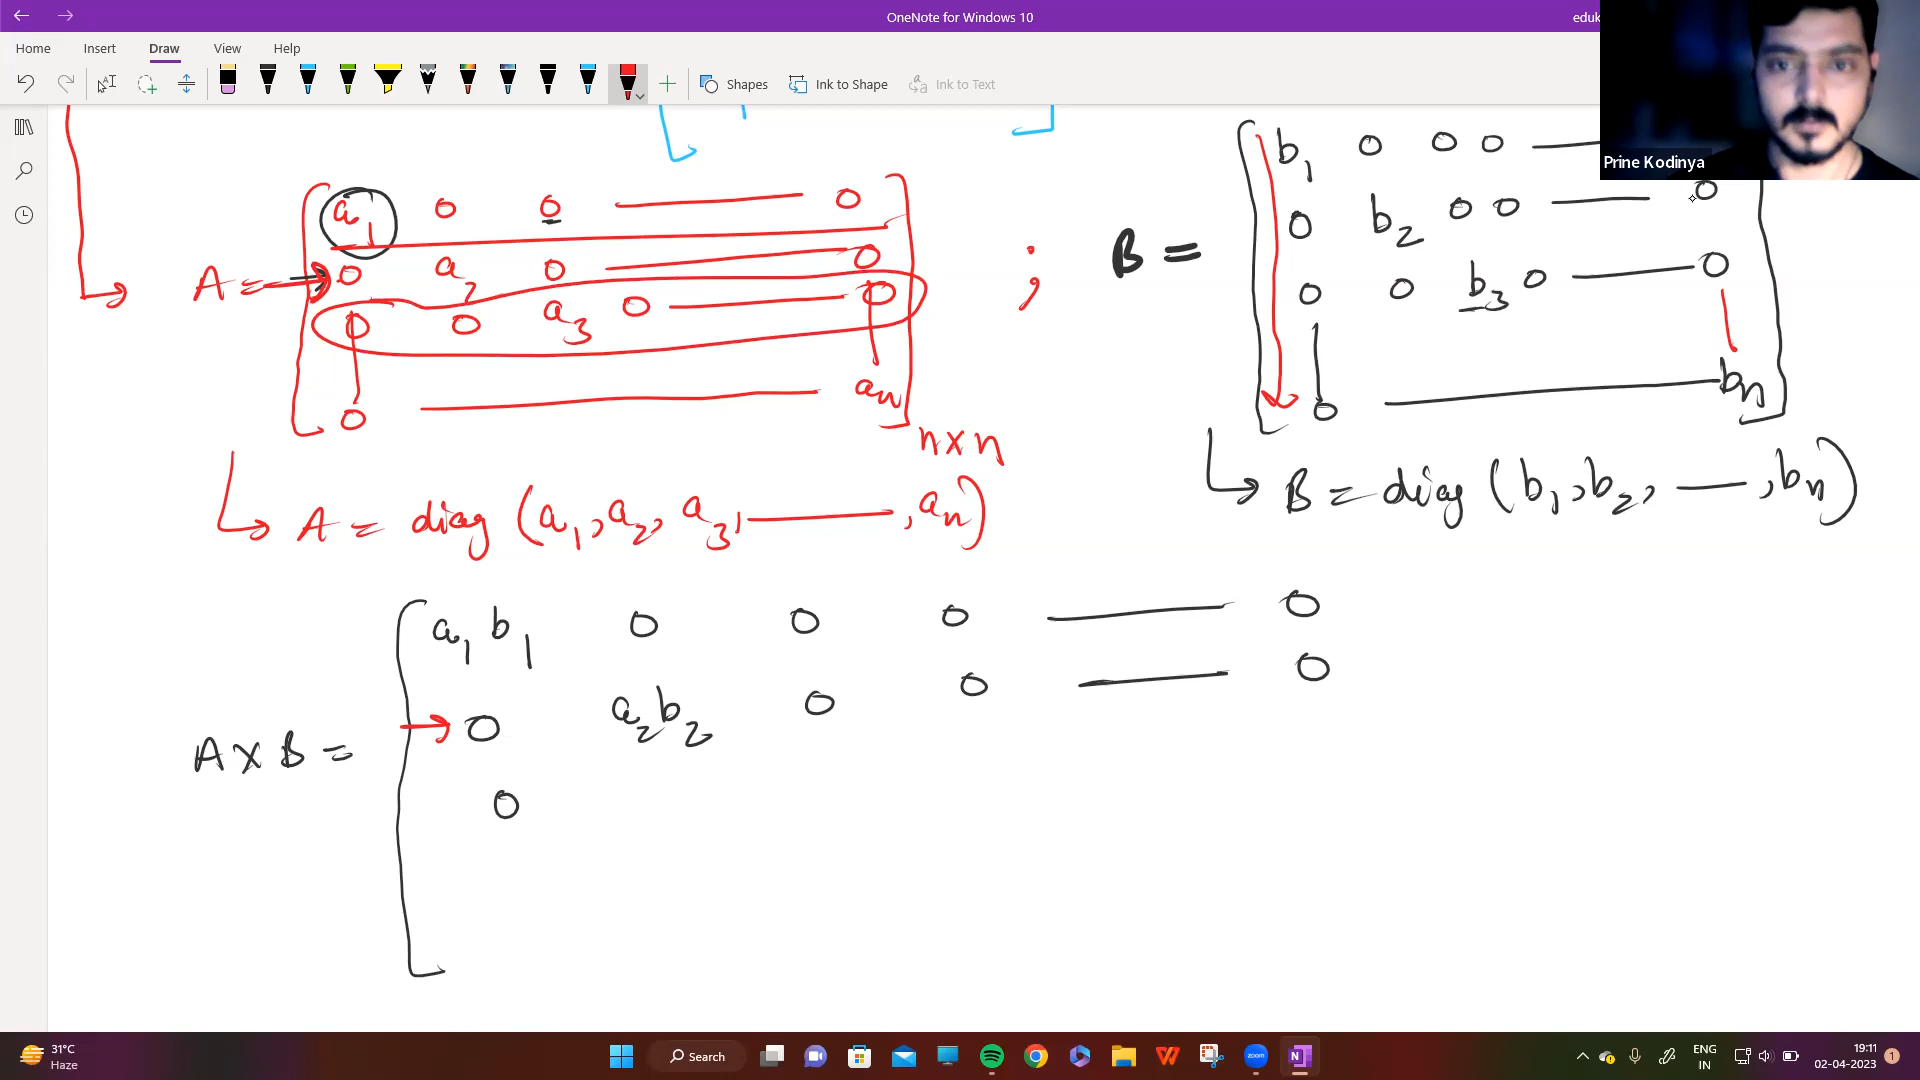 OneNote for Windows 10
eduk
Home Insert Draw View Help
Shapes Ink to Shape Ink to Text
Prine Kodinya
A =
a₁ 0 0 — 0
0 a₂ 0 — 0
0 0 a₃ 0 — 0
0 — aₙ
n×n
;
B =
b₁ 0 0 0 —
0 b₂ 0 0 — 0
0 0 b₃ 0 — 0
0 — bₙ
A = diag (a₁, a₂, a₃, —, aₙ)
B = diag (b₁, b₂, —, bₙ)
A × B =
a₁b₁ 0 0 0 — 0
0 a₂b₂ 0 0 — 0
0
31°C
Haze
Search
zoom
ENG
IN
19:11
02-04-2023
1